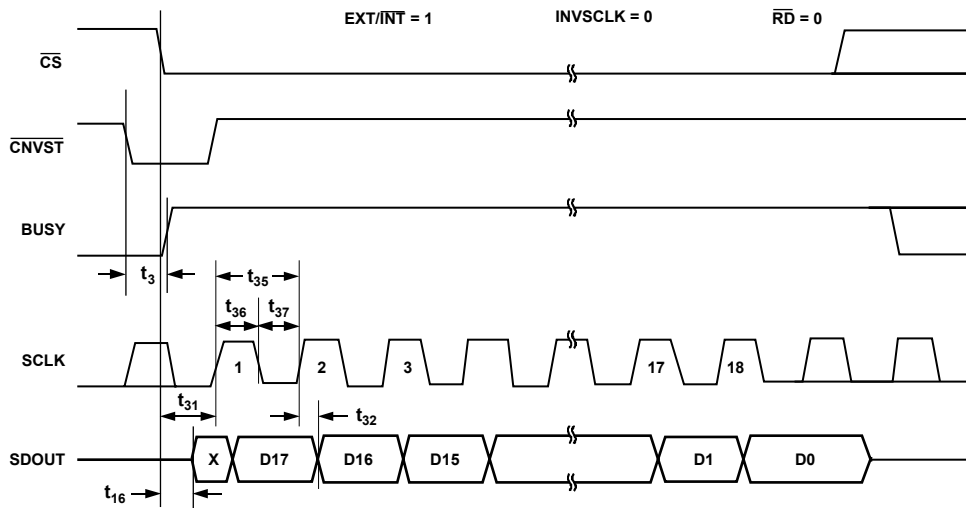 EXT/INT = 1 INVSCLK = 0 RD = 0
CS
CNVST
BUSY
t3 t35
t36 t37
SCLK 1 2 3 17 18
t31 t32
SDOUT X D17 D16 D15 D1 D0
t16